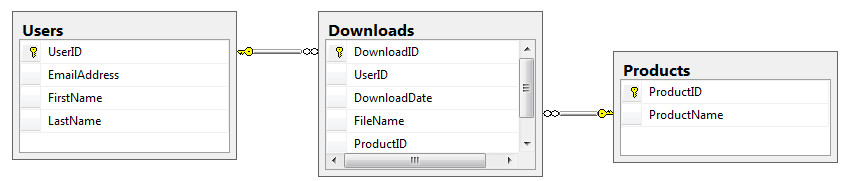 Users
UserID
EmailAddress
FirstName
LastName
Downloads
DownloadID
UserID
DownloadDate
FileName
ProductID
Products
ProductID
ProductName